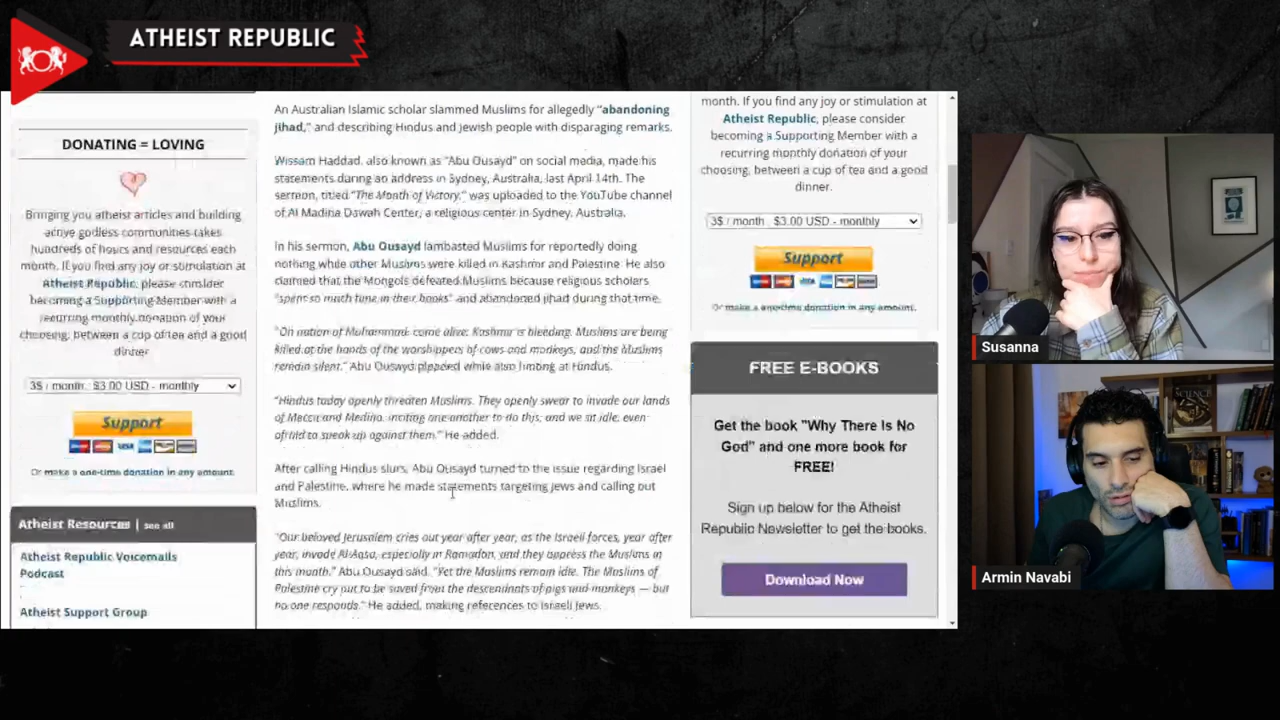 ATHEIST REPUBLIC
DONATING = LOVING
Bringing you atheist articles and building
active godless communities takes
hundreds of hours and resources each
month. If you find any joy or stimulation at
Atheist Republic, please consider
becoming a Supporting Member with a
recurring monthly donation of your
choosing, between a cup of tea and a good
dinner.
3$ / month : $3.00 USD - monthly
Support
VISA
Or make a one-time donation in any amount.
Atheist Resources | see all
Atheist Republic Voicemails
Podcast
Atheist Support Group
An Australian Islamic scholar slammed Muslims for allegedly "abandoning
jihad," and describing Hindus and Jewish people with disparaging remarks.
Wissam Haddad, also known as "Abu Ousayd" on social media, made his
statements during an address in Sydney, Australia, last April 14th. The
sermon, titled "The Month of Victory," was uploaded to the YouTube channel
of Al Madina Dawah Center, a religious center in Sydney, Australia.
In his sermon, Abu Ousayd lambasted Muslims for reportedly doing
nothing while other Muslims were killed in Kashmir and Palestine. He also
claimed that the Mongols defeated Muslims because religious scholars
"spent so much time in their books" and abandoned jihad during that time.
"Oh nation of Muhammad, come alive. Kashmir is bleeding. Muslims are being
killed at the hands of the worshippers of cows and monkeys, and the Muslims
remain silent." Abu Ousayd pleaded while also hinting at Hindus.
"Hindus today openly threaten Muslims. They openly swear to invade our lands
of Mecca and Medina, inciting one another to do this, and we sit idle, even
afraid to speak up against them." He added.
After calling Hindus slurs, Abu Ousayd turned to the issue regarding Israel
and Palestine, where he made statements targeting Jews and calling out
Muslims.
"Our beloved Jerusalem cries out year after year, as the Israeli forces, year after
year, invade Al-Aqsa, especially in Ramadan, and they oppress the Muslims in
this month." Abu Ousayd said. "Yet the Muslims remain idle. The Muslims of
Palestine cry out to be saved from the descendants of pigs and monkeys — but
no one responds." He added, making references to Israeli Jews.
month. If you find any joy or stimulation at
Atheist Republic, please consider
becoming a Supporting Member with a
recurring monthly donation of your
choosing, between a cup of tea and a good
dinner.
3$ / month : $3.00 USD - monthly
Support
VISA
Or make a one-time donation in any amount.
FREE E-BOOKS
Get the book "Why There Is No
God" and one more book for
FREE!
Sign up below for the Atheist
Republic Newsletter to get the books.
Download Now
Susanna
SCIENCE
Armin Navabi